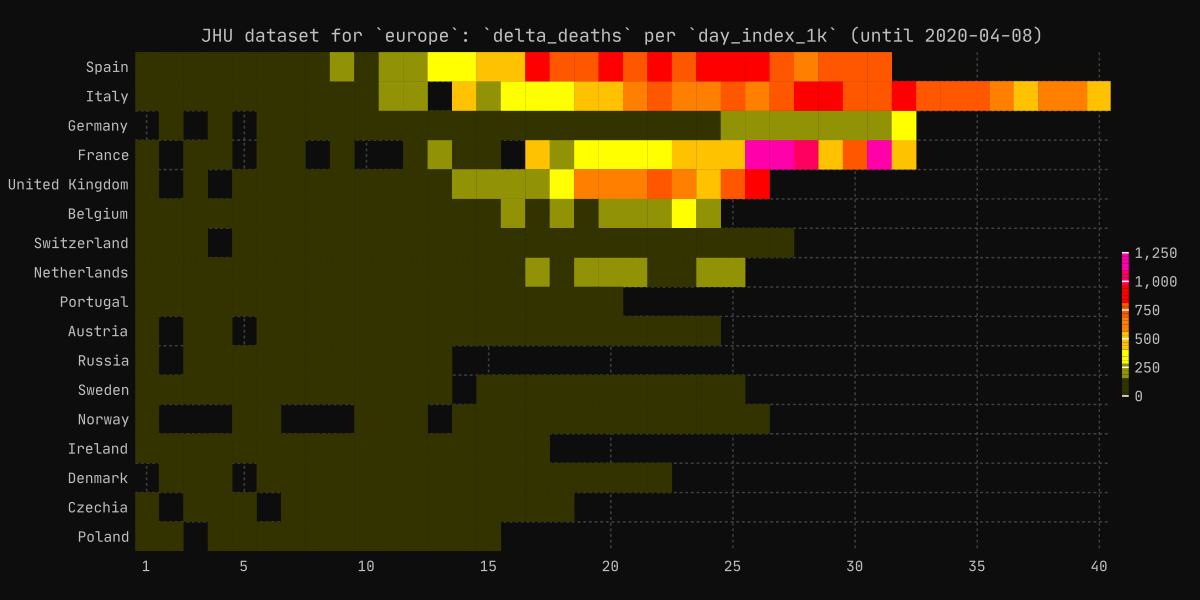 JHU dataset for `europe`: `delta_deaths` per `day_index_1k` (until 2020-04-08)
Spain
Italy
Germany
France
United Kingdom
Belgium
Switzerland
Netherlands
Portugal
Austria
Russia
Sweden
Norway
Ireland
Denmark
Czechia
Poland
1,250
1,000
750
500
250
0
1 5 10 15 20 25 30 35 40